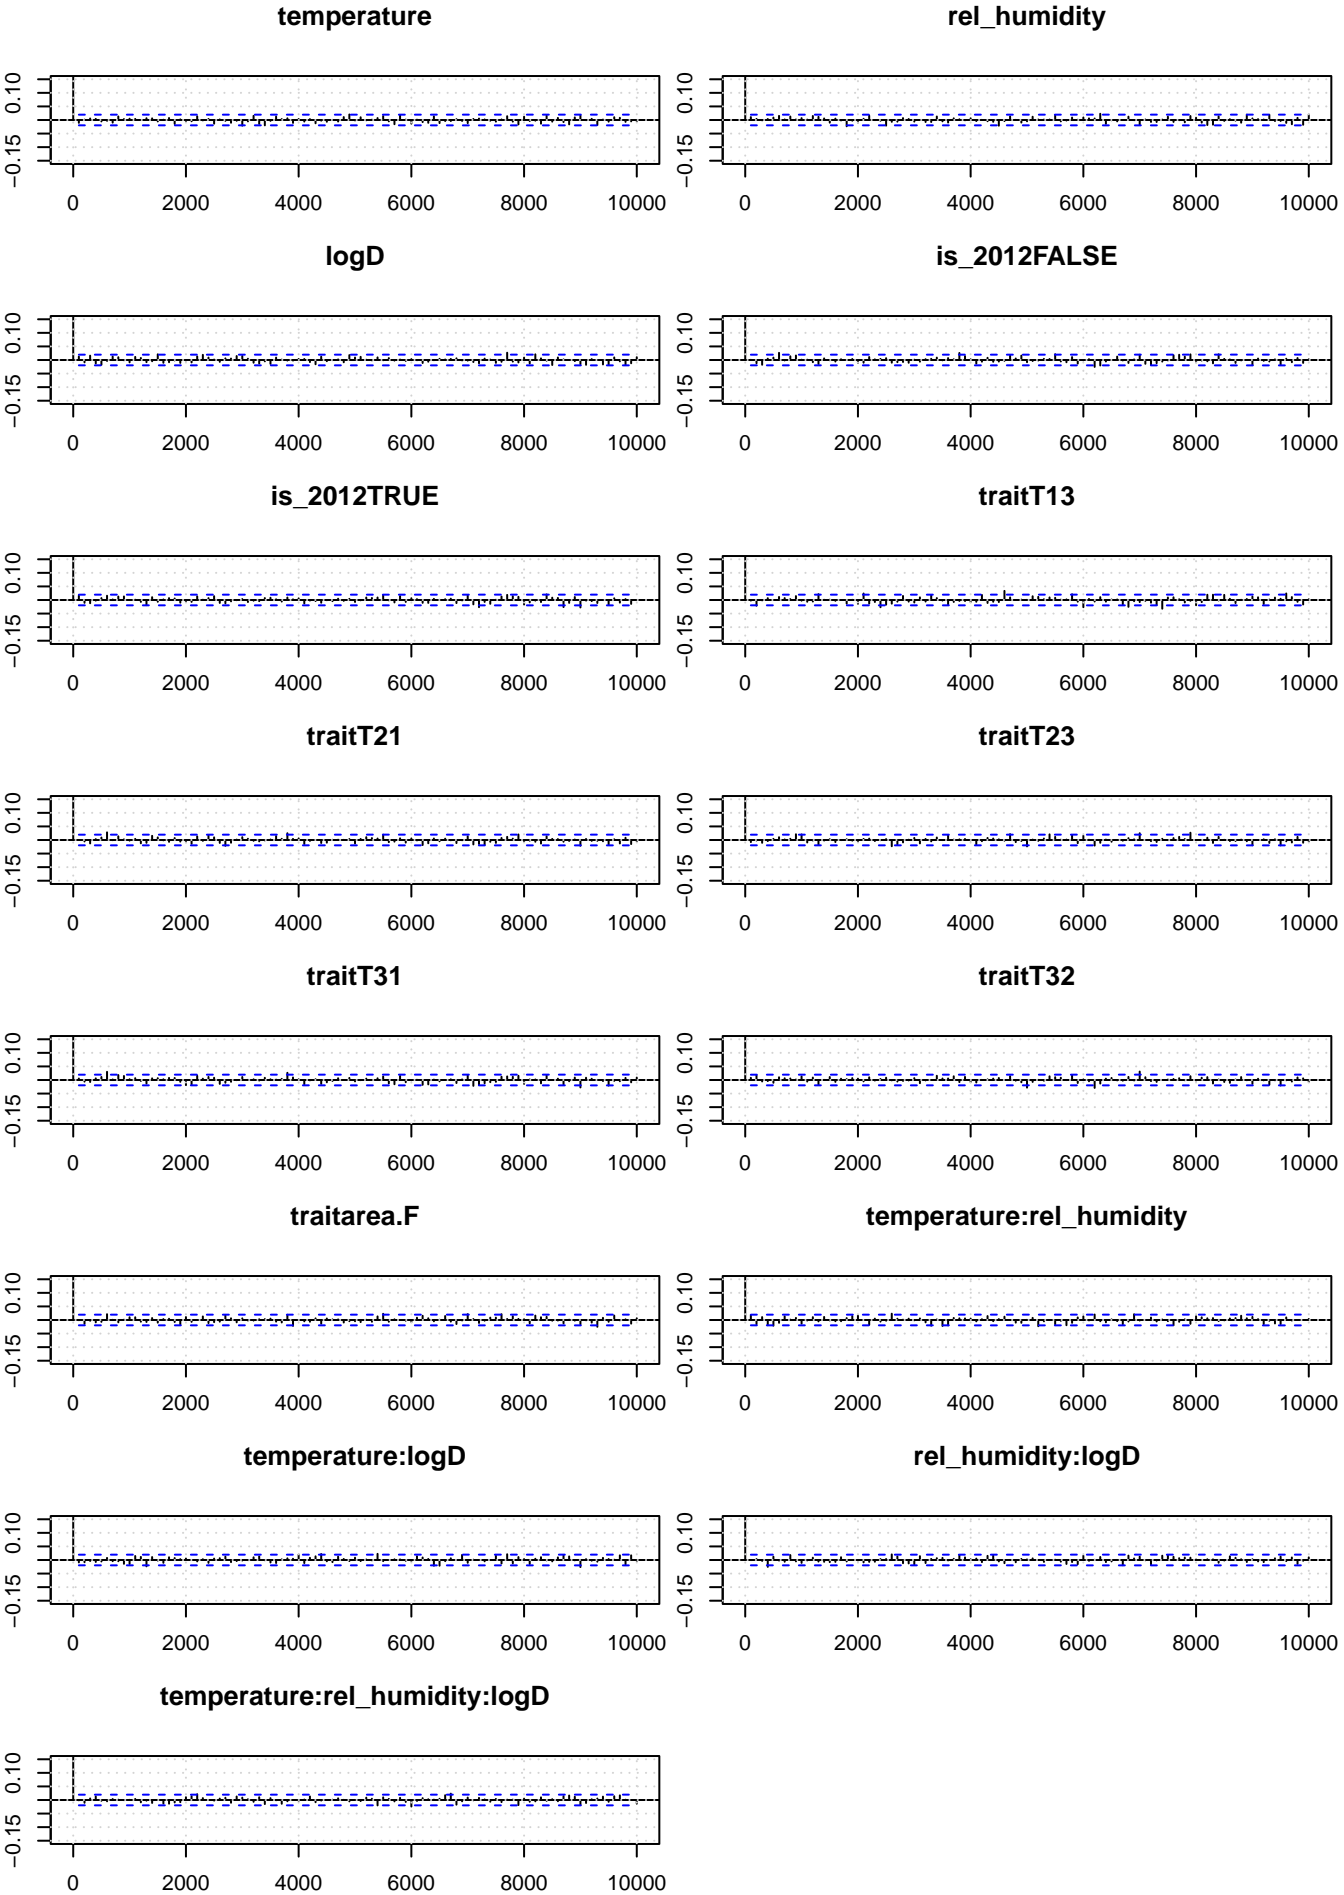 temperature rel_humidity
0.10 0.10
−0.15 −0.15
0 2000 4000 6000 8000 10000 0 2000 4000 6000 8000 10000
logD is_2012FALSE
0.10 0.10
−0.15 −0.15
0 2000 4000 6000 8000 10000 0 2000 4000 6000 8000 10000
is_2012TRUE traitT13
0.10 0.10
−0.15 −0.15
0 2000 4000 6000 8000 10000 0 2000 4000 6000 8000 10000
traitT21 traitT23
0.10 0.10
−0.15 −0.15
0 2000 4000 6000 8000 10000 0 2000 4000 6000 8000 10000
traitT31 traitT32
0.10 0.10
−0.15 −0.15
0 2000 4000 6000 8000 10000 0 2000 4000 6000 8000 10000
traitarea.F temperature:rel_humidity
0.10 0.10
−0.15 −0.15
0 2000 4000 6000 8000 10000 0 2000 4000 6000 8000 10000
temperature:logD rel_humidity:logD
0.10 0.10
−0.15 −0.15
0 2000 4000 6000 8000 10000 0 2000 4000 6000 8000 10000
temperature:rel_humidity:logD
0.10
−0.15
0 2000 4000 6000 8000 10000